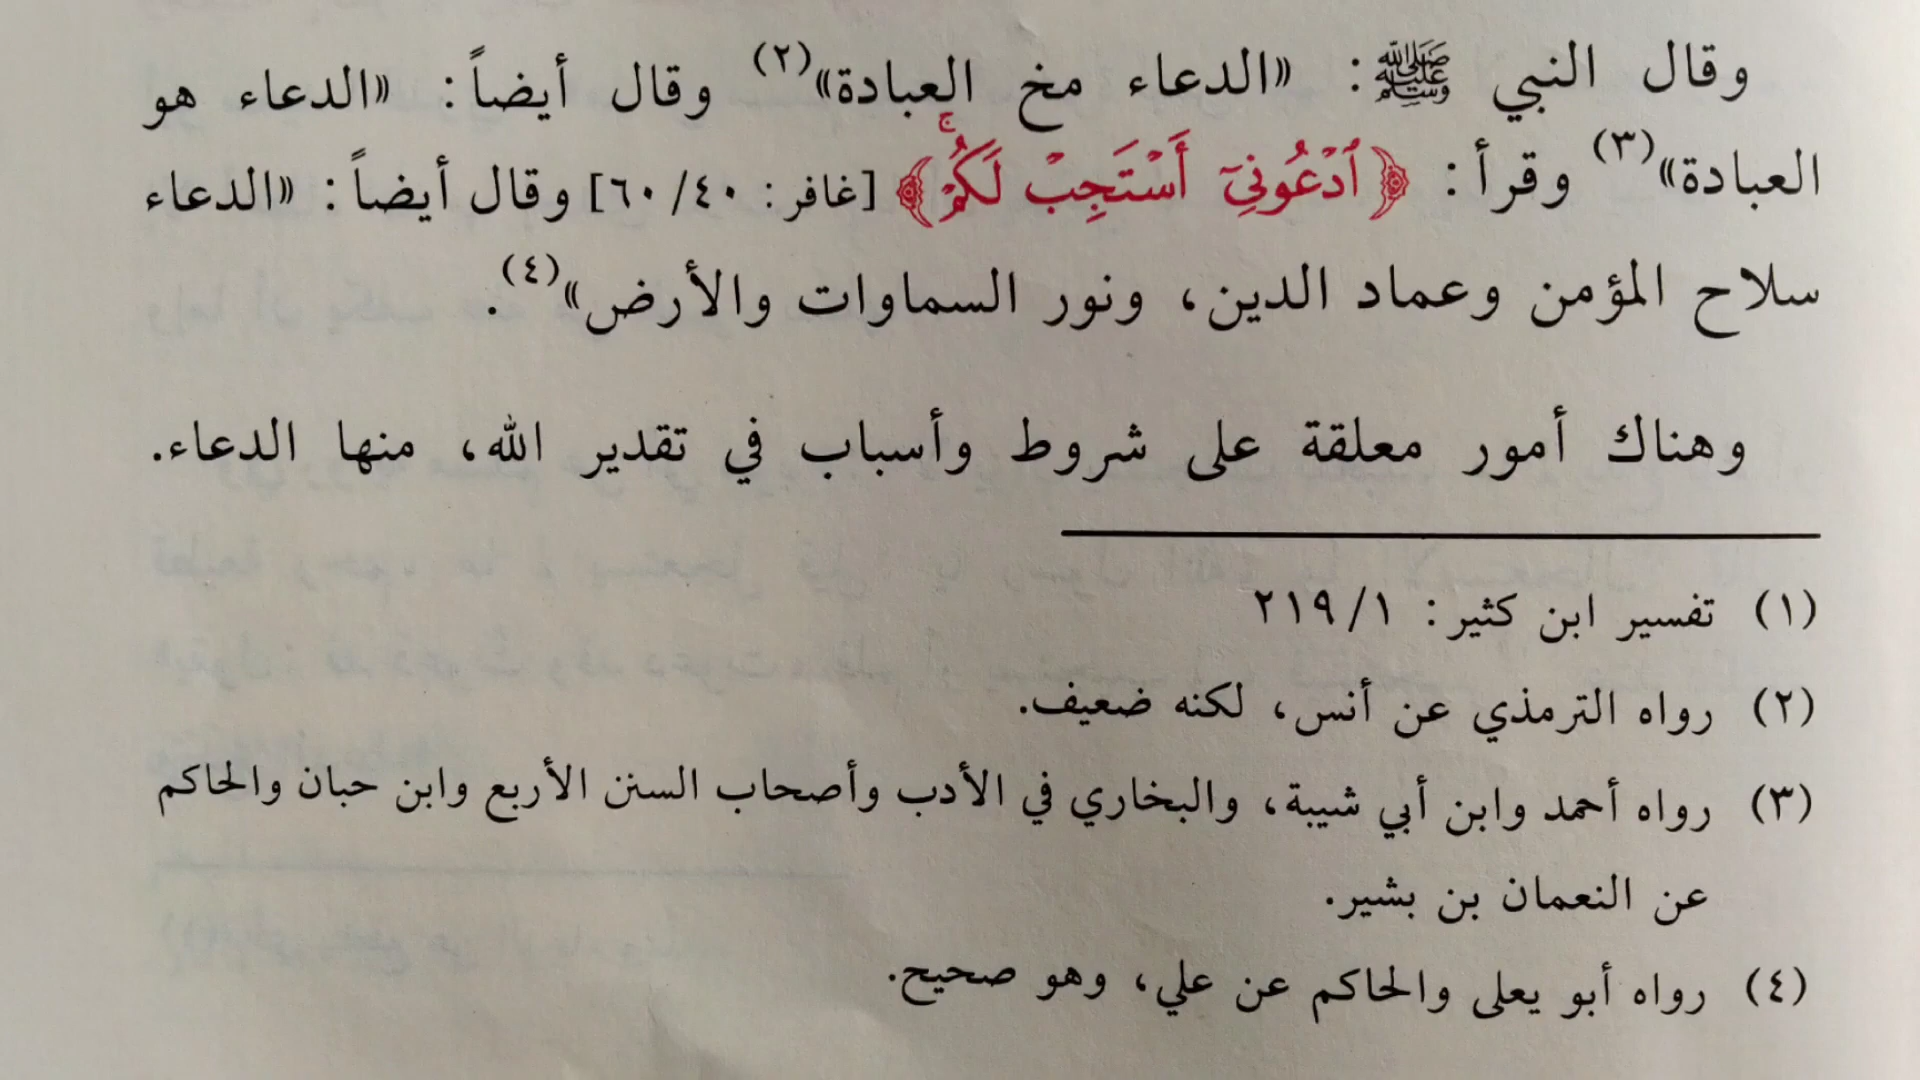 وقال النبي ﷺ: «الدعاء مخ العبادة»(٢) وقال أيضاً: «الدعاء هو
العبادة»(٣) وقرأ: ﴿ٱدْعُونِىٓ أَسْتَجِبْ لَكُمْۚ﴾ [غافر: ٤٠/ ٦٠] وقال أيضاً: «الدعاء
سلاح المؤمن وعماد الدين، ونور السماوات والأرض»(٤).
وهناك أمور معلقة على شروط وأسباب في تقدير الله، منها الدعاء.
(١) تفسير ابن كثير: ١/ ٢١٩
(٢) رواه الترمذي عن أنس، لكنه ضعيف.
(٣) رواه أحمد وابن أبي شيبة، والبخاري في الأدب وأصحاب السنن الأربع وابن حبان والحاكم
عن النعمان بن بشير.
(٤) رواه أبو يعلى والحاكم عن علي، وهو صحيح.